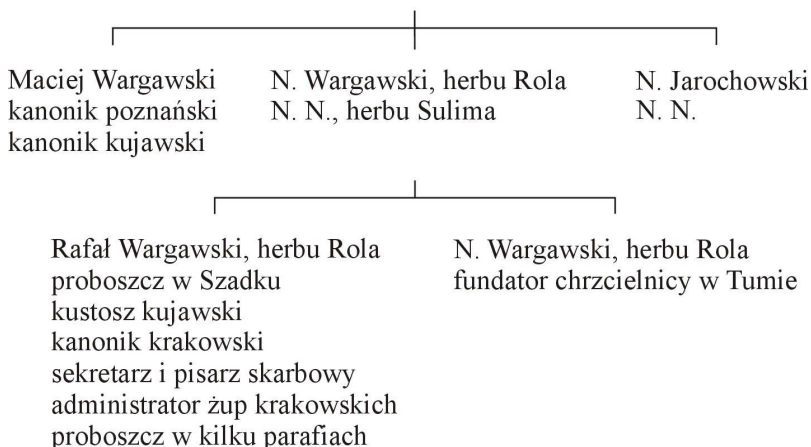 Maciej Wargawski
kanonik poznański
kanonik kujawski
N. Wargawski, herbu Rola
N. N., herbu Sulima
N. Jarochowski
N. N.
Rafał Wargawski, herbu Rola
proboszcz w Szadku
kustosz kujawski
kanonik krakowski
sekretarz i pisarz skarbowy
administrator żup krakowskich
proboszcz w kilku parafiach
N. Wargawski, herbu Rola
fundator chrzcielnicy w Tumie